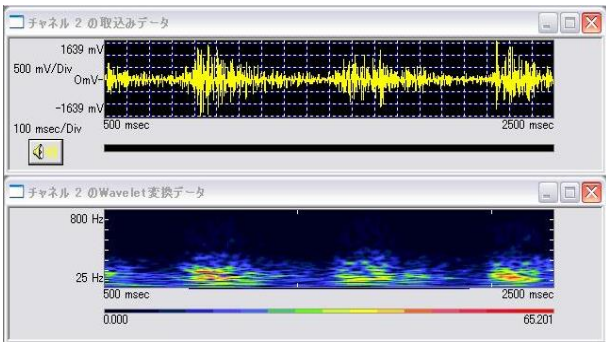 チャネル 2 の取込みデータ
1639 mV
500 mV/Div
0mV
-1639 mV
100 msec/Div
500 msec
2500 msec
チャネル 2 のWavelet変換データ
800 Hz
25 Hz
500 msec
2500 msec
0.000
65.201